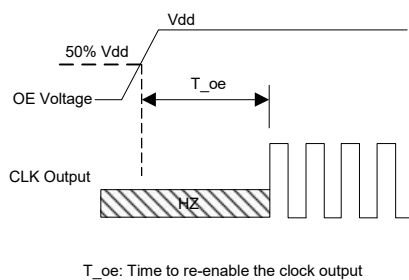 Vdd
50% Vdd
T_oe
OE Voltage
CLK Output
HZ
T_oe: Time to re-enable the clock output